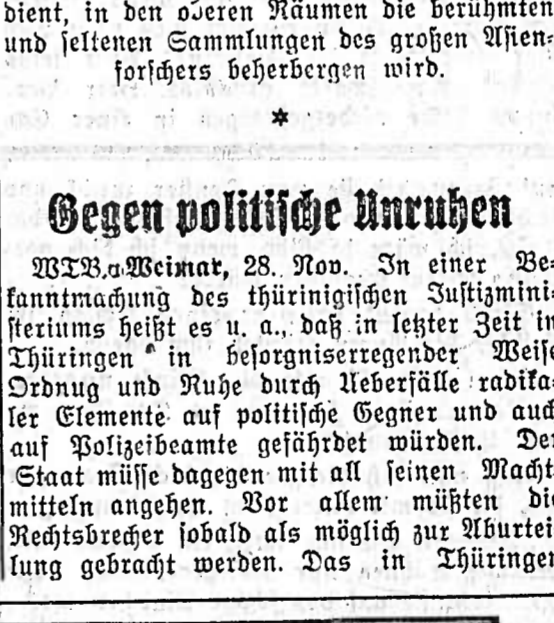 dient, in den oberen Räumen die berühmten
und seltenen Sammlungen des großen Asien-
forschers beherbergen wird.
*
Gegen politische Unruhen
WTB. Weimar, 28. Nov. In einer Be-
kanntmachung des thürinigischen Justizmini-
steriums heißt es u. a., daß in letzter Zeit in
Thüringen in besorgniserregender Weise
Ordnug und Ruhe durch Ueberfälle radika-
ler Elemente auf politische Gegner und auch
auf Polizeibeamte gefährdet würden. Der
Staat müsse dagegen mit all seinen Macht-
mitteln angehen. Vor allem müßten die
Rechtsbrecher sobald als möglich zur Aburtei-
lung gebracht werden. Das in Thüringen